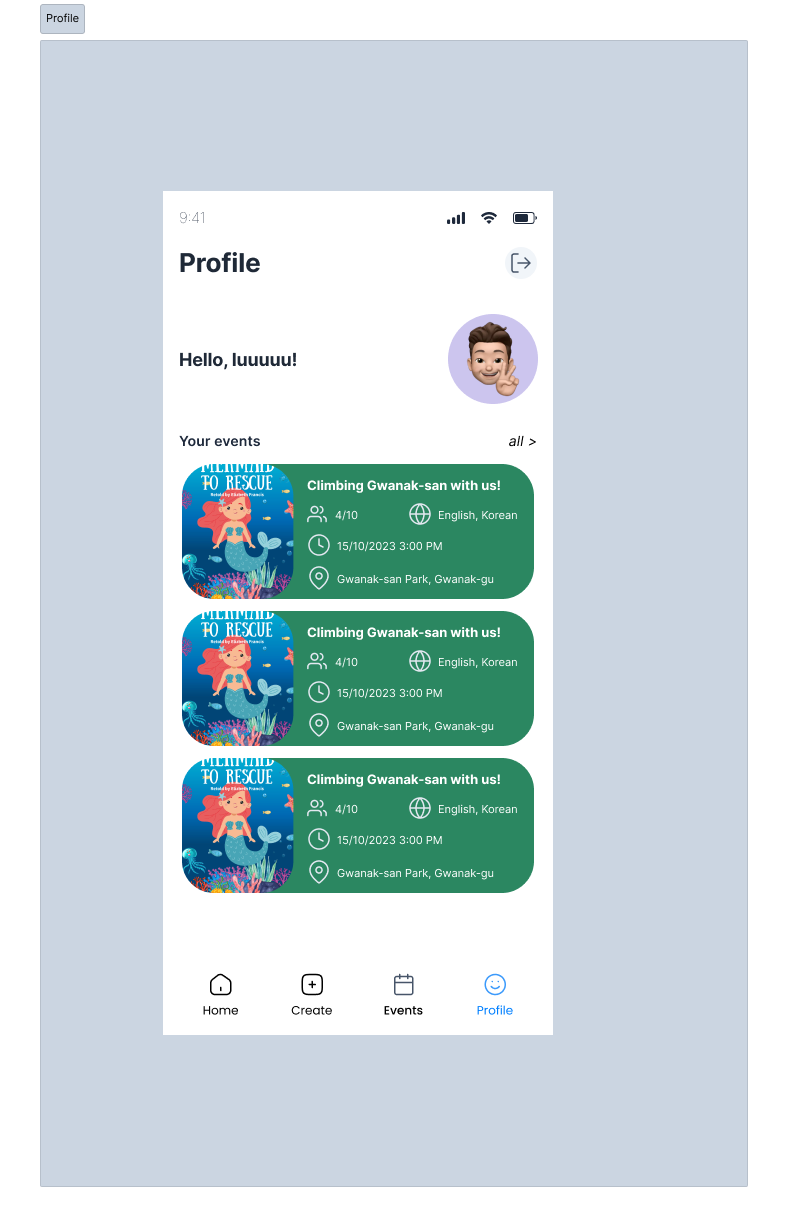 Profile
9:41
Profile
Hello, luuuuu!
Your events
all >
MERMAID
TO RESCUE
Retold by Elizbeth Francis
Climbing Gwanak-san with us!
4/10
English, Korean
15/10/2023 3:00 PM
Gwanak-san Park, Gwanak-gu
MERMAID
TO RESCUE
Retold by Elizbeth Francis
Climbing Gwanak-san with us!
4/10
English, Korean
15/10/2023 3:00 PM
Gwanak-san Park, Gwanak-gu
MERMAID
TO RESCUE
Retold by Elizbeth Francis
Climbing Gwanak-san with us!
4/10
English, Korean
15/10/2023 3:00 PM
Gwanak-san Park, Gwanak-gu
Home
Create
Events
Profile